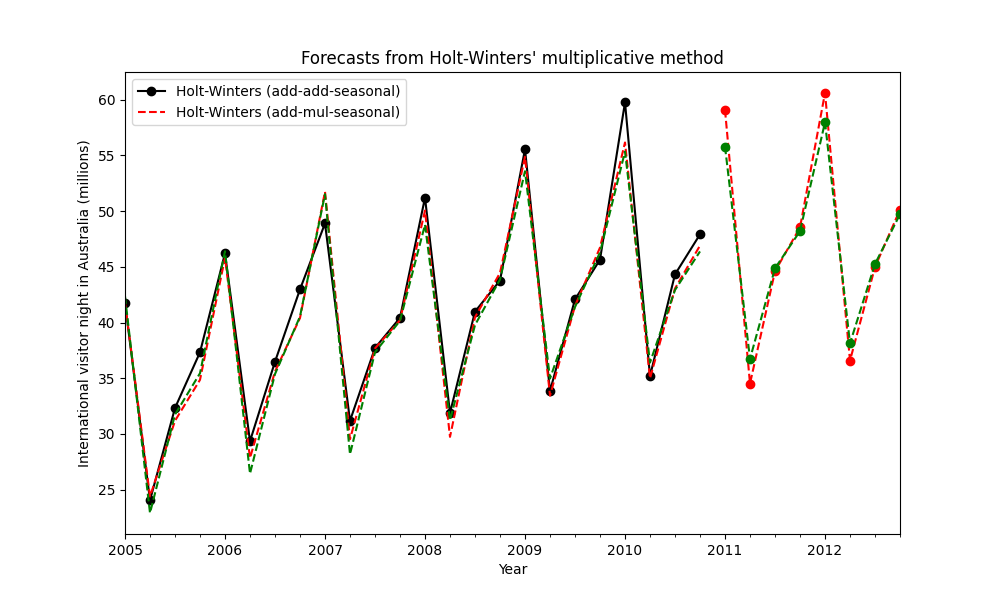 Forecasts from Holt-Winters' multiplicative method
Holt-Winters (add-add-seasonal)
Holt-Winters (add-mul-seasonal)
International visitor night in Australia (millions)
60
55
50
45
40
35
30
25
2005 2006 2007 2008 2009 2010 2011 2012
Year